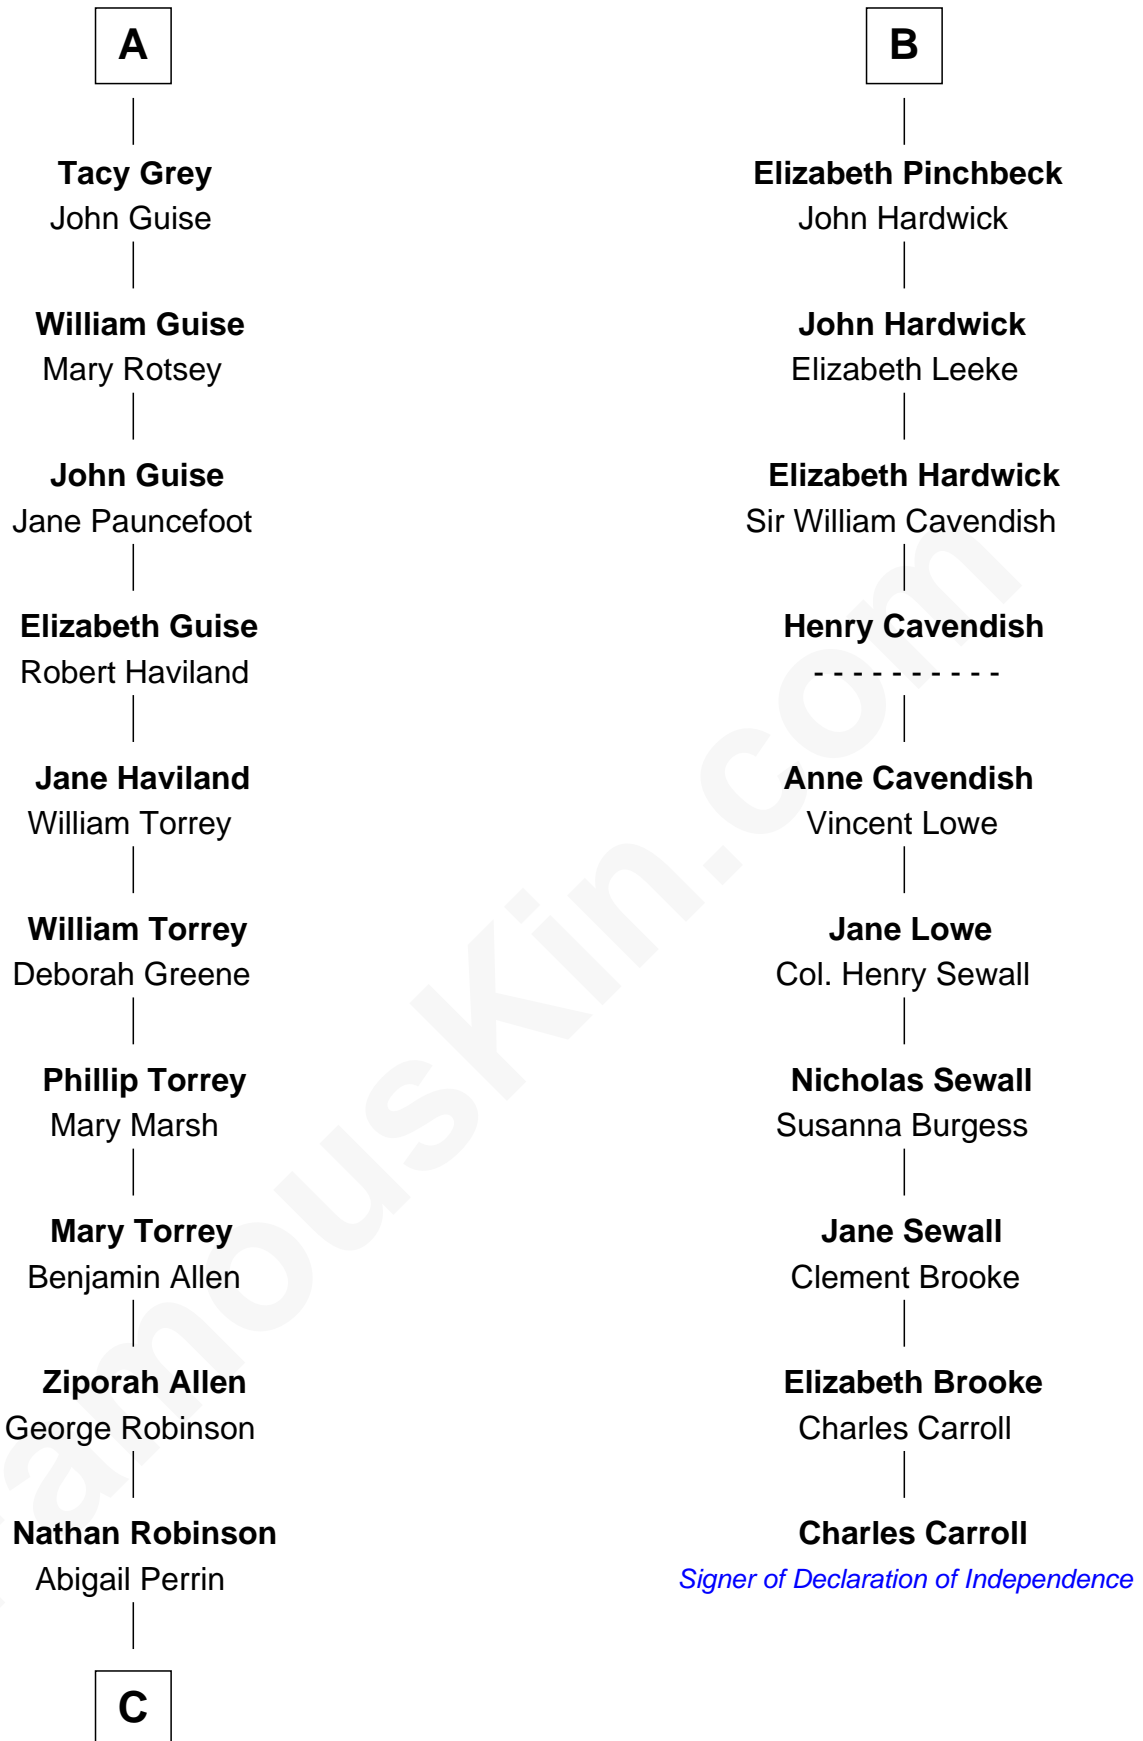 A
Tacy Grey
John Guise
William Guise
Mary Rotsey
John Guise
Jane Pauncefoot
Elizabeth Guise
Robert Haviland
Jane Haviland
William Torrey
William Torrey
Deborah Greene
Phillip Torrey
Mary Marsh
Mary Torrey
Benjamin Allen
Ziporah Allen
George Robinson
Nathan Robinson
Abigail Perrin
C
B
Elizabeth Pinchbeck
John Hardwick
John Hardwick
Elizabeth Leeke
Elizabeth Hardwick
Sir William Cavendish
Henry Cavendish
- - - - - - - - - -
Anne Cavendish
Vincent Lowe
Jane Lowe
Col. Henry Sewall
Nicholas Sewall
Susanna Burgess
Jane Sewall
Clement Brooke
Elizabeth Brooke
Charles Carroll
Charles Carroll
Signer of Declaration of Independence
FamousKin.com